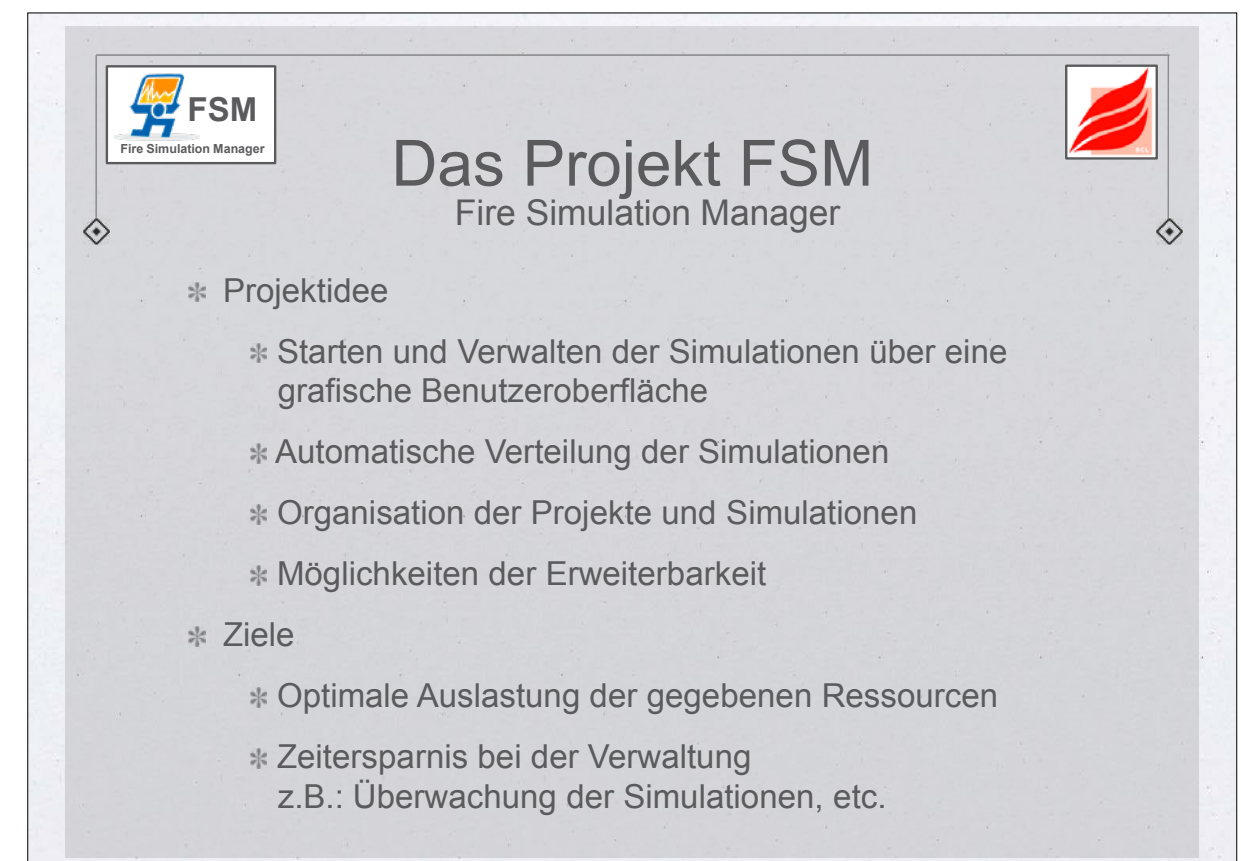 FSM
Fire Simulation Manager
Das Projekt FSM
Fire Simulation Manager
Projektidee
Starten und Verwalten der Simulationen über eine
grafische Benutzeroberfläche
Automatische Verteilung der Simulationen
Organisation der Projekte und Simulationen
Möglichkeiten der Erweiterbarkeit
Ziele
Optimale Auslastung der gegebenen Ressourcen
Zeitersparnis bei der Verwaltung
z.B.: Überwachung der Simulationen, etc.